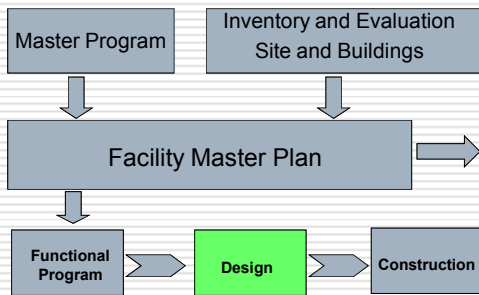 Master Program
Inventory and Evaluation
Site and Buildings
Facility Master Plan
Functional
Program
Design
Construction